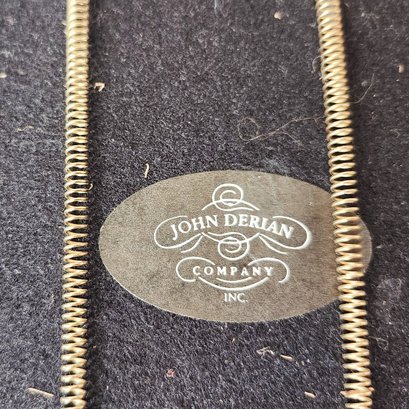 JOHN DERIAN
COMPANY
INC.